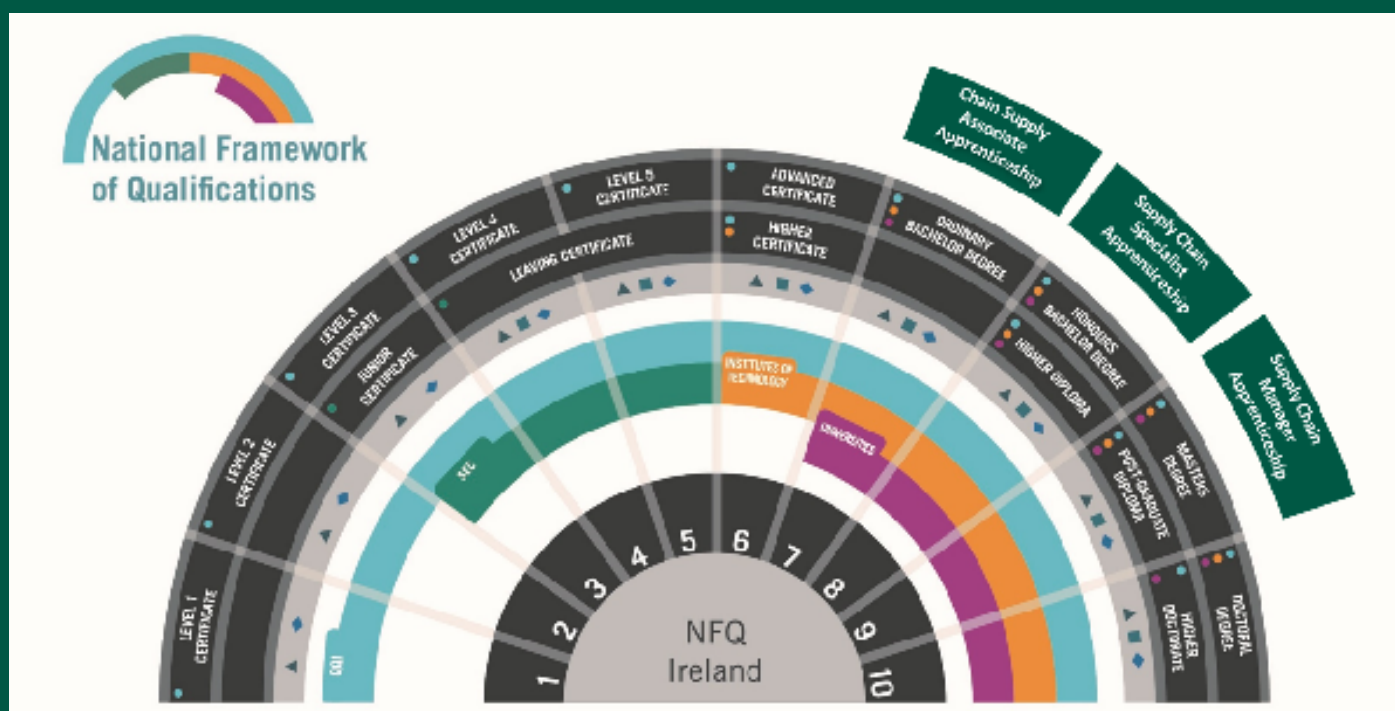 National Framework
of Qualifications
Chain Supply
Associate
Apprenticeship
Supply Chain
Specialist
Apprenticeship
Supply Chain
Manager
Apprenticeship
LEVEL 1
CERTIFICATE
LEVEL 2
CERTIFICATE
LEVEL 3
CERTIFICATE
JUNIOR
CERTIFICATE
LEVEL 4
CERTIFICATE
LEVEL 5
CERTIFICATE
LEAVING CERTIFICATE
ADVANCED
CERTIFICATE
HIGHER
CERTIFICATE
ORDINARY
BACHELOR DEGREE
HONOURS
BACHELOR DEGREE
HIGHER DIPLOMA
MASTERS
DEGREE
POST-GRADUATE
DIPLOMA
DOCTORAL
DEGREE
HIGHER
DOCTORATE
QQI
SEC
INSTITUTES OF
TECHNOLOGY
UNIVERSITIES
1
2
3
4
5
6
7
8
9
10
NFQ
Ireland